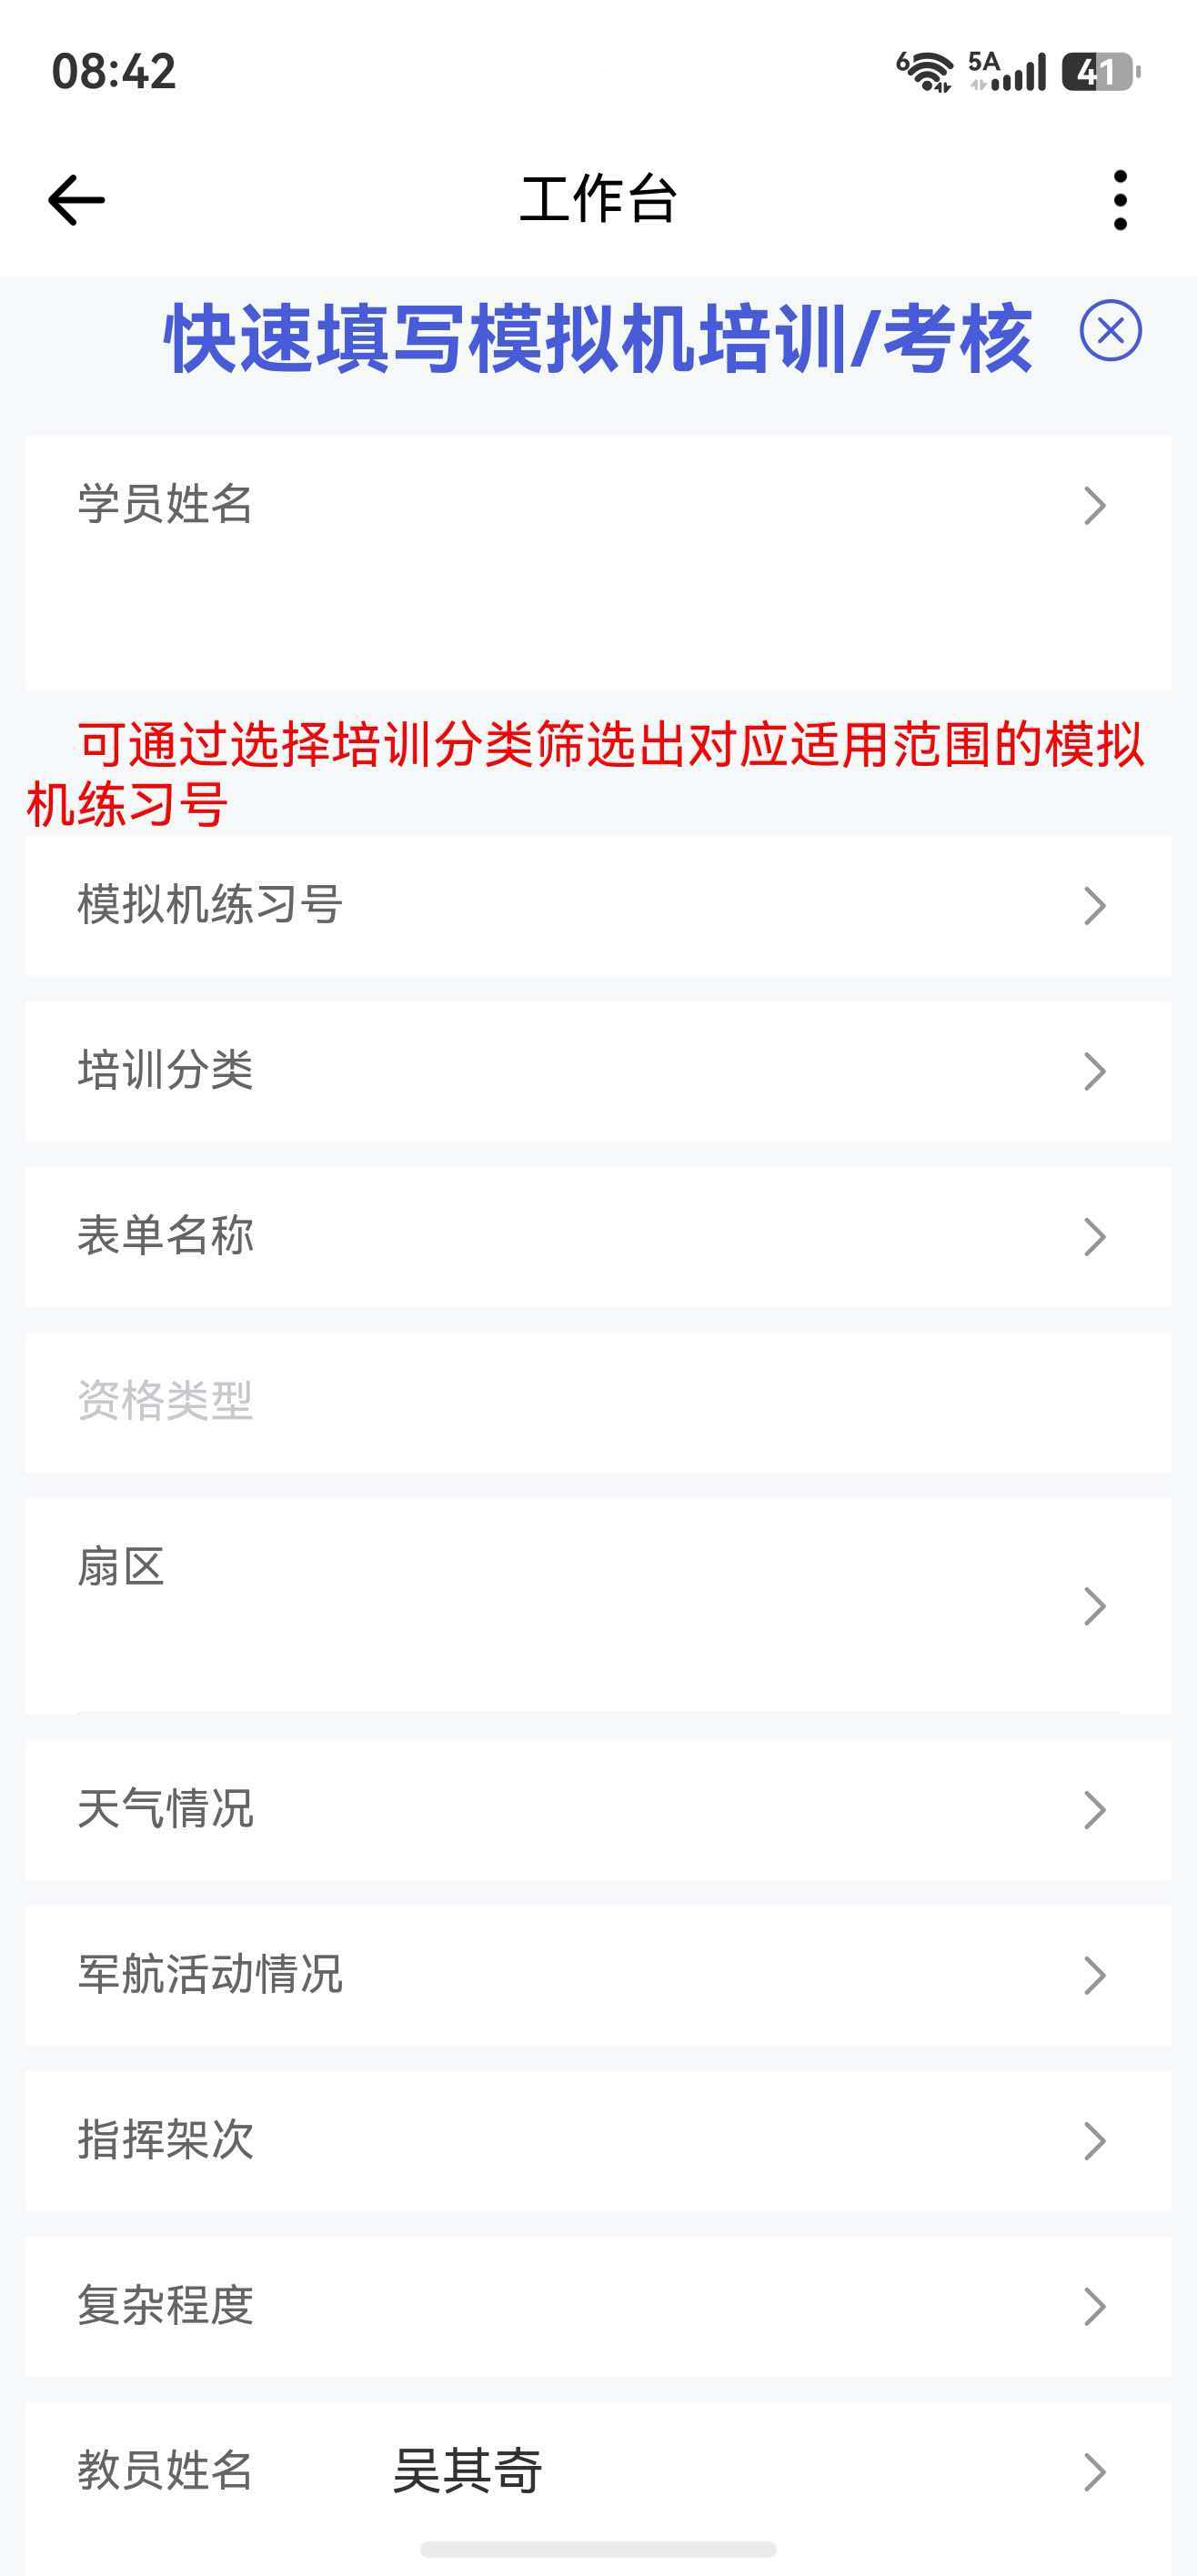 08:42
6 5A 41
工作台
快速填写模拟机培训/考核
学员姓名
可通过选择培训分类筛选出对应适用范围的模拟
机练习号
模拟机练习号
培训分类
表单名称
资格类型
扇区
天气情况
军航活动情况
指挥架次
复杂程度
教员姓名 吴其奇